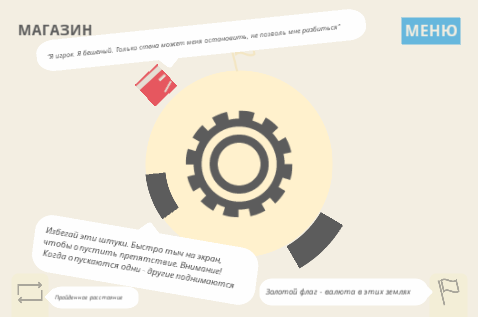 МАГАЗИН
МЕНЮ
"Я игрок. Я бешеный. Только стена может меня остановить, не позволь мне разбиться"
Избегай эти штуки. Быстро тыч на экран,
чтобы опустить препятствие. Внимание!
Когда опускаются одни - другие поднимаются
Пройденное расстояние
Золотой флаг - валюта в этих землях